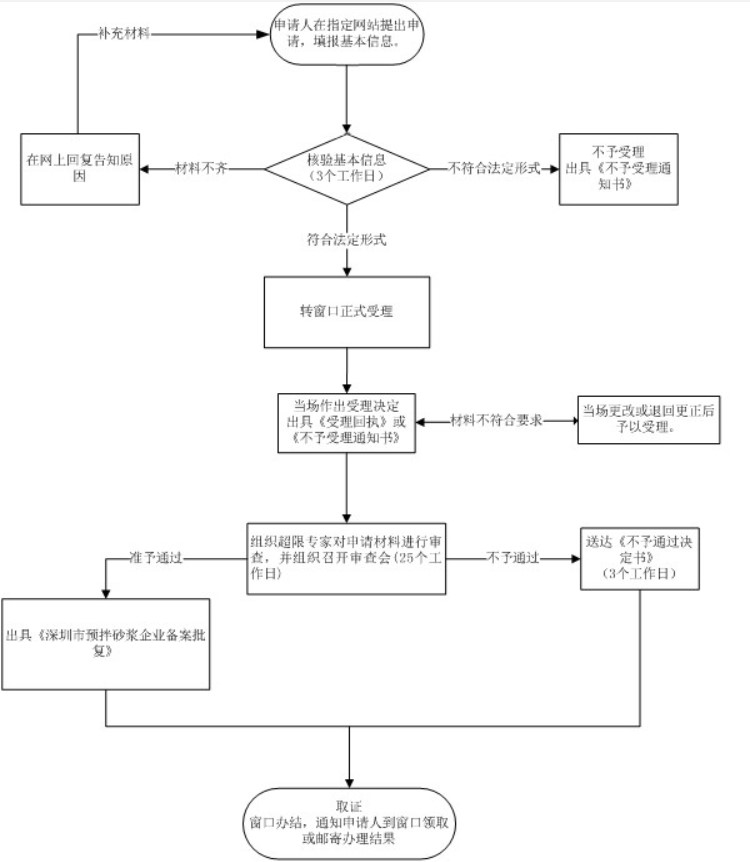 补充材料
申请人在指定网站提出申
请，填报基本信息。
在网上回复告知原
因
材料不齐
核验基本信息
（3个工作日）
不符合法定形式
不予受理
出具《不予受理通
知书》
符合法定形式
转窗口正式受理
当场作出受理决定
出具《受理回执》或
《不予受理通知书》
材料不符合要求
当场更改或退回更正后
予以受理。
组织超限专家对申请材料进行审
查，并组织召开审查会(25个工
作日)
准予通过
不予通过
送达《不予通过决
定书》
（3个工作日）
出具《深圳市预拌砂浆企业备案批
复》
取证
窗口办结，通知申请人到窗口领取
或邮寄办理结果